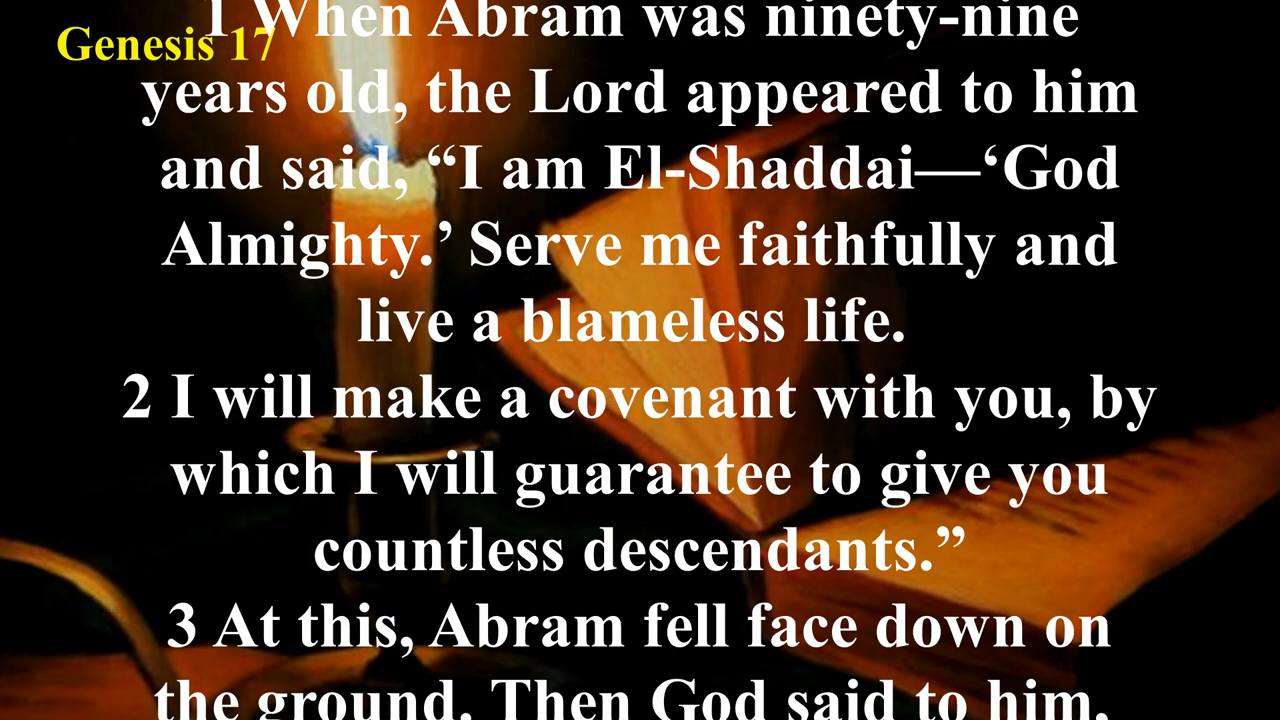 Genesis 17
1 When Abram was ninety-nine
years old, the Lord appeared to him
and said, “I am El-Shaddai—‘God
Almighty.’ Serve me faithfully and
live a blameless life.
2 I will make a covenant with you, by
which I will guarantee to give you
countless descendants.”
3 At this, Abram fell face down on
the ground. Then God said to him,